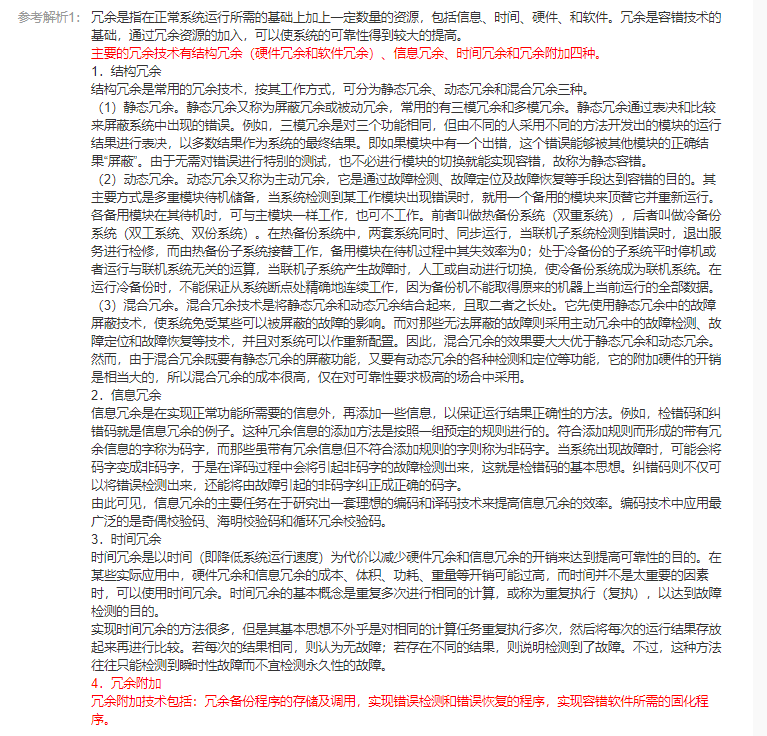 参考解析1： 冗余是指在正常系统运行所需的基础上加上一定数量的资源，包括信息、时间、硬件、和软件。冗余是容错技术的
基础，通过冗余资源的加入，可以使系统的可靠性得到较大的提高。
主要的冗余技术有结构冗余（硬件冗余和软件冗余）、信息冗余、时间冗余和冗余附加四种。
1．结构冗余
结构冗余是常用的冗余技术，按其工作方式，可分为静态冗余、动态冗余和混合冗余三种。
（1）静态冗余。静态冗余又称为屏蔽冗余或被动冗余，常用的有三模冗余和多模冗余。静态冗余通过表决和比较
来屏蔽系统中出现的错误。例如，三模冗余是对三个功能相同，但由不同的人采用不同的方法开发出的模块的运行
结果进行表决，以多数结果作为系统的最终结果。即如果模块中有一个出错，这个错误能够被其他模块的正确结
果“屏蔽”。由于无需对错误进行特别的测试，也不必进行模块的切换就能实现容错，故称为静态容错。
（2）动态冗余。动态冗余又称为主动冗余，它是通过故障检测、故障定位及故障恢复等手段达到容错的目的。其
主要方式是多重模块待机储备，当系统检测到某工作模块出现错误时，就用一个备用的模块来顶替它并重新运行。
各备用模块在其待机时，可与主模块一样工作，也可不工作。前者叫做热备份系统（双重系统），后者叫做冷备份
系统（双工系统、双份系统）。在热备份系统中，两套系统同时、同步运行，当联机子系统检测到错误时，退出服
务进行检修，而由热备份子系统接替工作，备用模块在待机过程中其失效率为0；处于冷备份的子系统平时停机或
者运行与联机系统无关的运算，当联机子系统产生故障时，人工或自动进行切换，使冷备份系统成为联机系统。在
运行冷备份时，不能保证从系统断点处精确地连续工作，因为备份机不能取得原来的机器上当前运行的全部数据。
（3）混合冗余。混合冗余技术是将静态冗余和动态冗余结合起来，且取二者之长处。它先使用静态冗余中的故障
屏蔽技术，使系统免受某些可以被屏蔽的故障的影响。而对那些无法屏蔽的故障则采用主动冗余中的故障检测、故
障定位和故障恢复等技术，并且对系统可以作重新配置。因此，混合冗余的效果要大大优于静态冗余和动态冗余。
然而，由于混合冗余既要有静态冗余的屏蔽功能，又要有动态冗余的各种检测和定位等功能，它的附加硬件的开销
是相当大的，所以混合冗余的成本很高，仅在对可靠性要求极高的场合中采用。
2．信息冗余
信息冗余是在实现正常功能所需要的信息外，再添加一些信息，以保证运行结果正确性的方法。例如，检错码和纠
错码就是信息冗余的例子。这种冗余信息的添加方法是按照一组预定的规则进行的。符合添加规则而形成的带有冗
余信息的字称为码字，而那些虽带有冗余信息但不符合添加规则的字则称为非码字。当系统出现故障时，可能会将
码字变成非码字，于是在译码过程中会将引起非码字的故障检测出来，这就是检错码的基本思想。纠错码则不仅可
以将错误检测出来，还能将由故障引起的非码字纠正成正确的码字。
由此可见，信息冗余的主要任务在于研究出一套理想的编码和译码技术来提高信息冗余的效率。编码技术中应用最
广泛的是奇偶校验码、海明校验码和循环冗余校验码。
3．时间冗余
时间冗余是以时间（即降低系统运行速度）为代价以减少硬件冗余和信息冗余的开销来达到提高可靠性的目的。在
某些实际应用中，硬件冗余和信息冗余的成本、体积、功耗、重量等开销可能过高，而时间并不是太重要的因素
时，可以使用时间冗余。时间冗余的基本概念是重复多次进行相同的计算，或称为重复执行（复执），以达到故障
检测的目的。
实现时间冗余的方法很多，但是其基本思想不外乎是对相同的计算任务重复执行多次，然后将每次的运行结果存放
起来再进行比较。若每次的结果相同，则认为无故障；若存在不同的结果，则说明检测到了故障。不过，这种方法
往往只能检测到瞬时性故障而不宜检测永久性的故障。
4．冗余附加
冗余附加技术包括：冗余备份程序的存储及调用，实现错误检测和错误恢复的程序，实现容错软件所需的固化程
序。